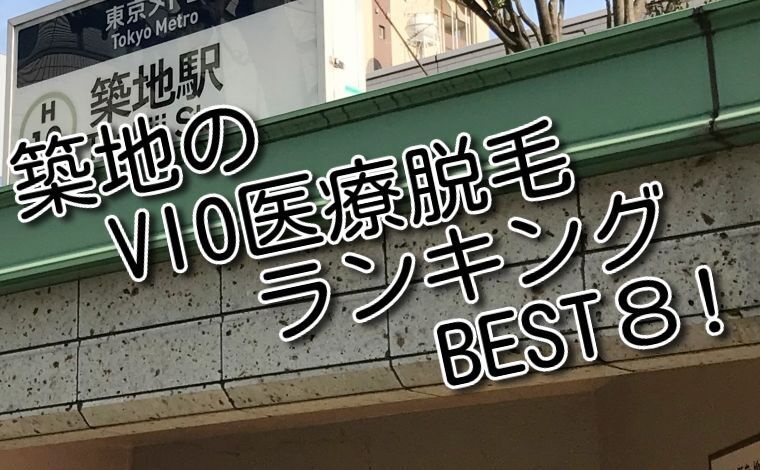 東京メトロ
Tokyo Metro
築地駅
H
築地の
VIO医療脱毛
ランキング
BEST8！